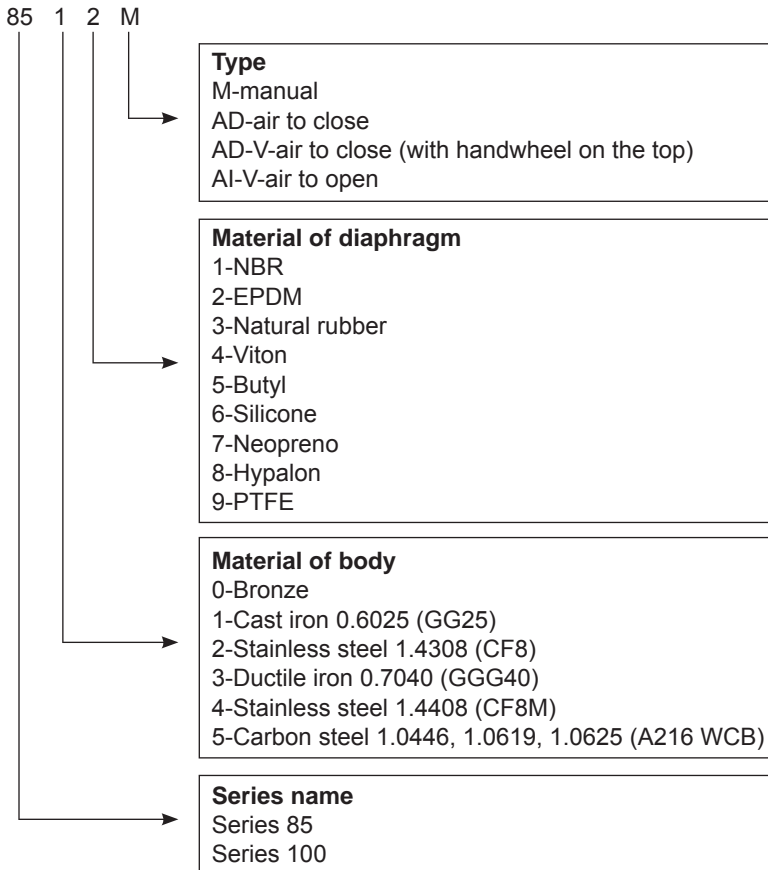 85 1 2 M
Type
M-manual
AD-air to close
AD-V-air to close (with handwheel on the top)
AI-V-air to open
Material of diaphragm
1-NBR
2-EPDM
3-Natural rubber
4-Viton
5-Butyl
6-Silicone
7-Neopreno
8-Hypalon
9-PTFE
Material of body
0-Bronze
1-Cast iron 0.6025 (GG25)
2-Stainless steel 1.4308 (CF8)
3-Ductile iron 0.7040 (GGG40)
4-Stainless steel 1.4408 (CF8M)
5-Carbon steel 1.0446, 1.0619, 1.0625 (A216 WCB)
Series name
Series 85
Series 100